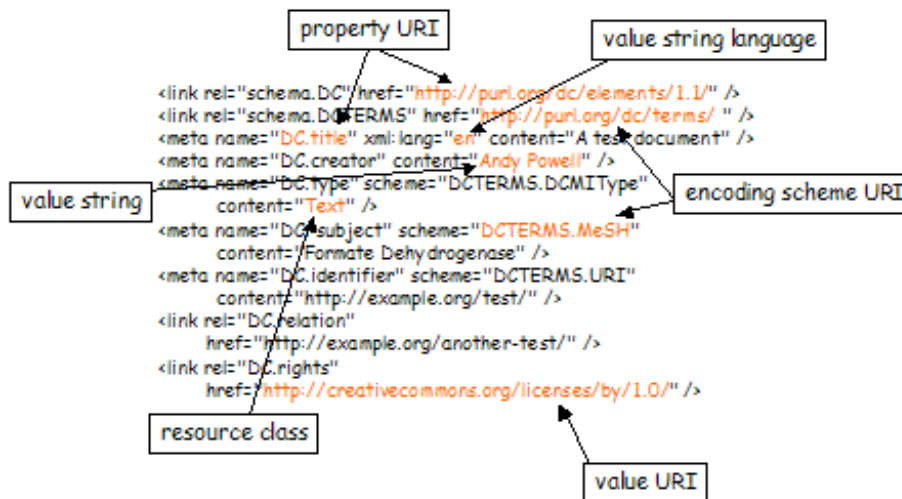 property URI
value string language
<link rel="schema.DC" href="http://purl.org/dc/elements/1.1/" />
<link rel="schema.DCTERMS" href="http://purl.org/dc/terms/ " />
<meta name="DC.title" xml:lang="en" content="A test document" />
<meta name="DC.creator" content="Andy Powell" />
<meta name="DC.type" scheme="DCTERMS.DCMIType"
value string
encoding scheme URI
content="Text" />
<meta name="DC.subject" scheme="DCTERMS.MeSH"
content="Formate Dehydrogenase" />
<meta name="DC.identifier" scheme="DCTERMS.URI"
content="http://example.org/test/" />
<link rel="DC.relation"
href="http://example.org/another-test/" />
<link rel="DC.rights"
href="http://creativecommons.org/licenses/by/1.0/" />
resource class
value URI